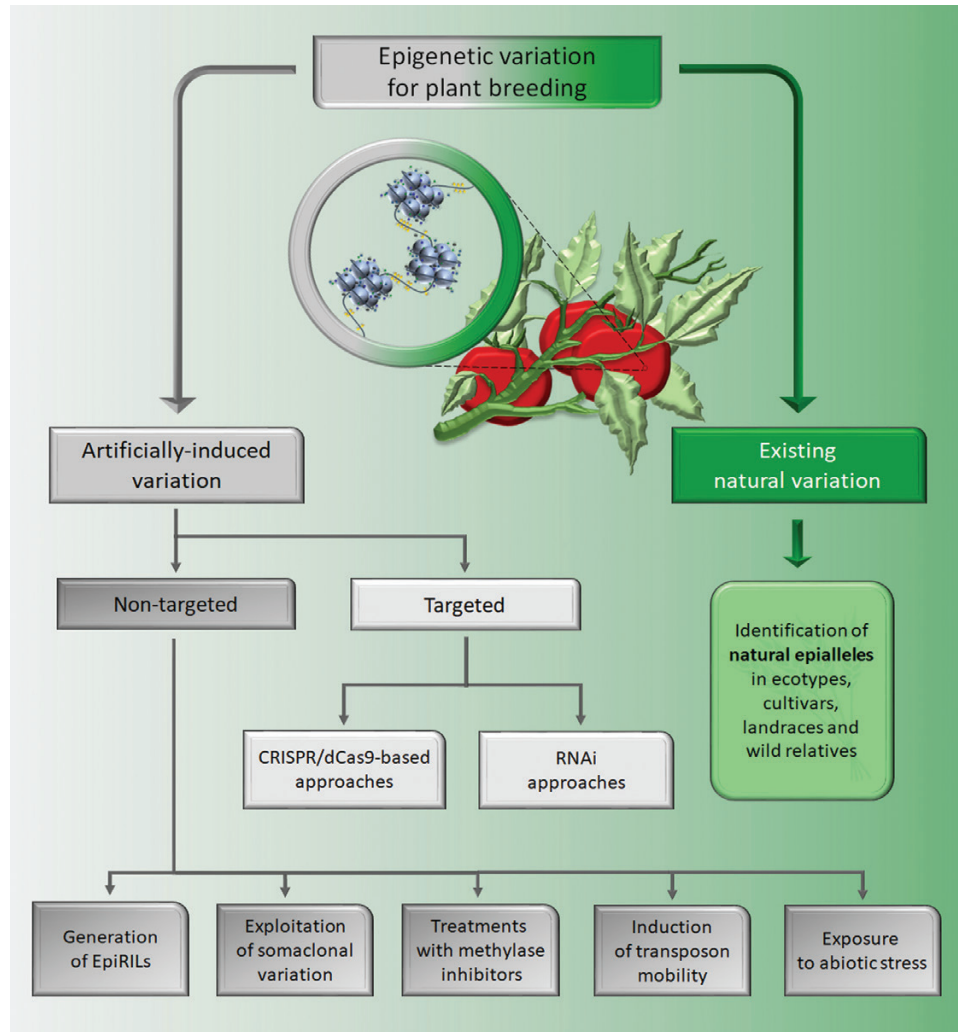 Epigenetic variation
for plant breeding
Artificially-induced
variation
Existing
natural variation
Non-targeted
Targeted
Identification of
natural epialleles
in ecotypes,
cultivars,
landraces and
wild relatives
CRISPR/dCas9-based
approaches
RNAi
approaches
Generation
of EpiRILs
Exploitation
of somaclonal
variation
Treatments
with methylase
inhibitors
Induction
of transposon
mobility
Exposure
to abiotic stress